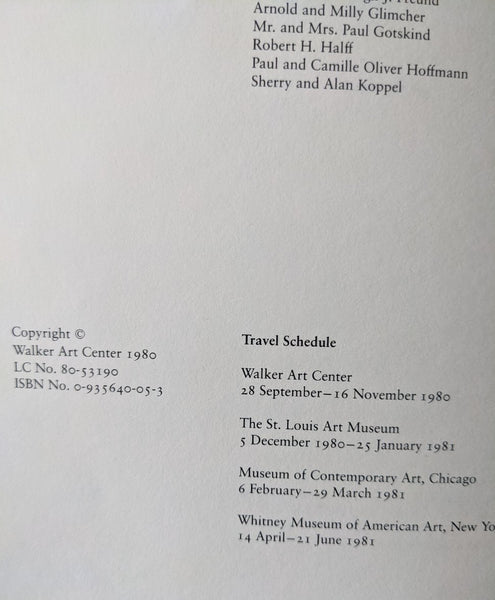 J. Freund
Arnold and Milly Glimcher
Mr. and Mrs. Paul Gotskind
Robert H. Halff
Paul and Camille Oliver Hoffmann
Sherry and Alan Koppel
Copyright ©
Walker Art Center 1980
LC No. 80-53190
ISBN No. 0-935640-05-3
Travel Schedule
Walker Art Center
28 September–16 November 1980
The St. Louis Art Museum
5 December 1980–25 January 1981
Museum of Contemporary Art, Chicago
6 February–29 March 1981
Whitney Museum of American Art, New Yo
14 April–21 June 1981